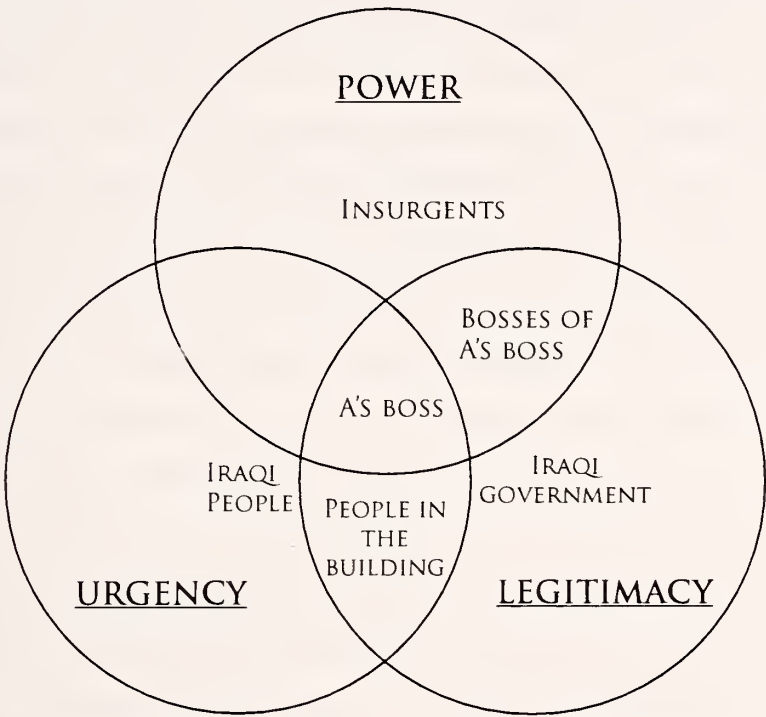 POWER
INSURGENTS
BOSSES OF
A'S BOSS
A'S BOSS
IRAQI
PEOPLE
IRAQI
GOVERNMENT
PEOPLE IN
THE
BUILDING
URGENCY
LEGITIMACY